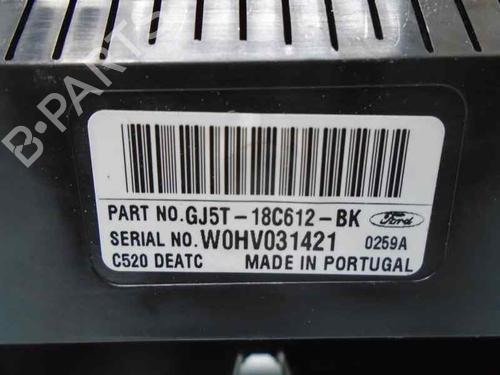 B-PARTS
PART NO.GJ5T-18C612-BK Ford
SERIAL NO.W0HV031421 0259A
C520 DEATC MADE IN PORTUGAL